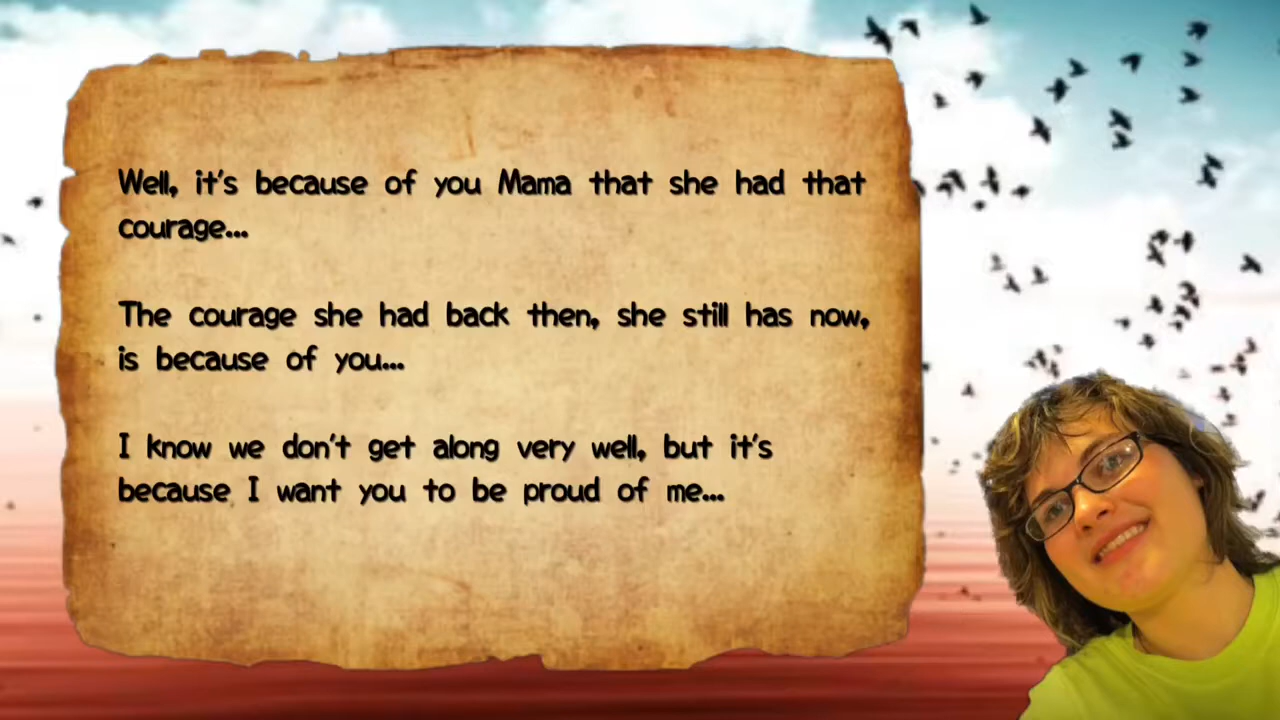 Well, it's because of you Mama that she had that
courage...
The courage she had back then, she still has now,
is because of you...
I know we don't get along very well, but it's
because I want you to be proud of me...